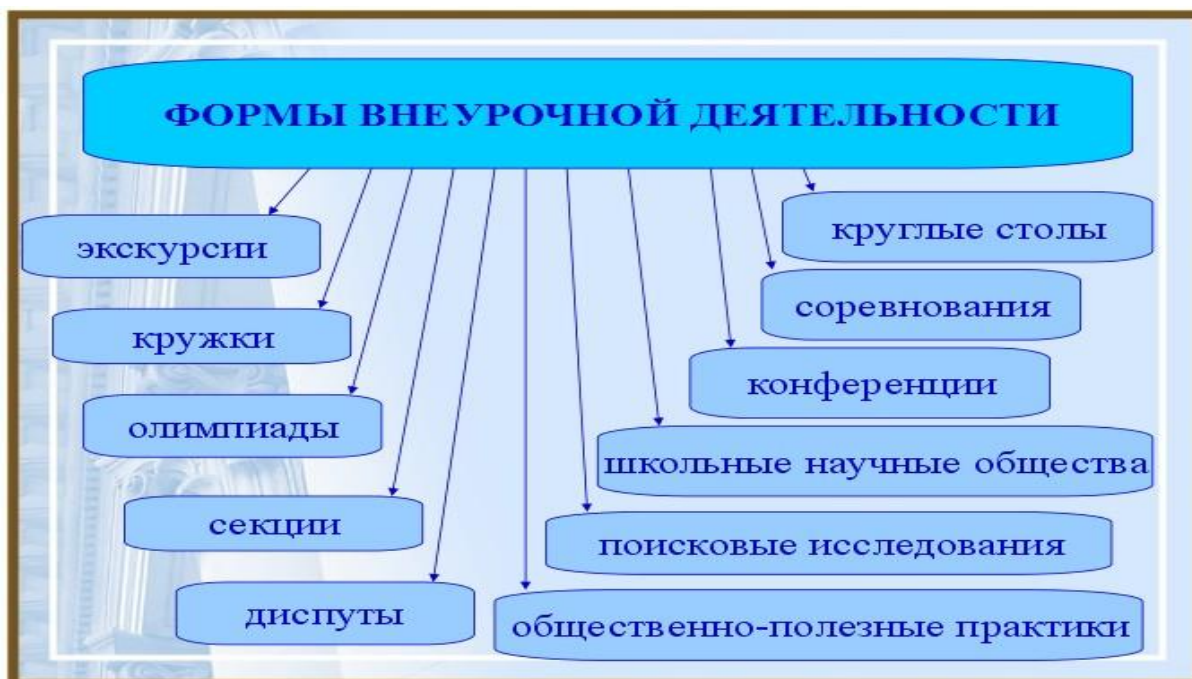 ФОРМЫ ВНЕУРОЧНОЙ ДЕЯТЕЛЬНОСТИ
экскурсии
кружки
олимпиады
секции
диспуты
круглые столы
соревнования
конференции
школьные научные общества
поисковые исследования
общественно-полезные практики